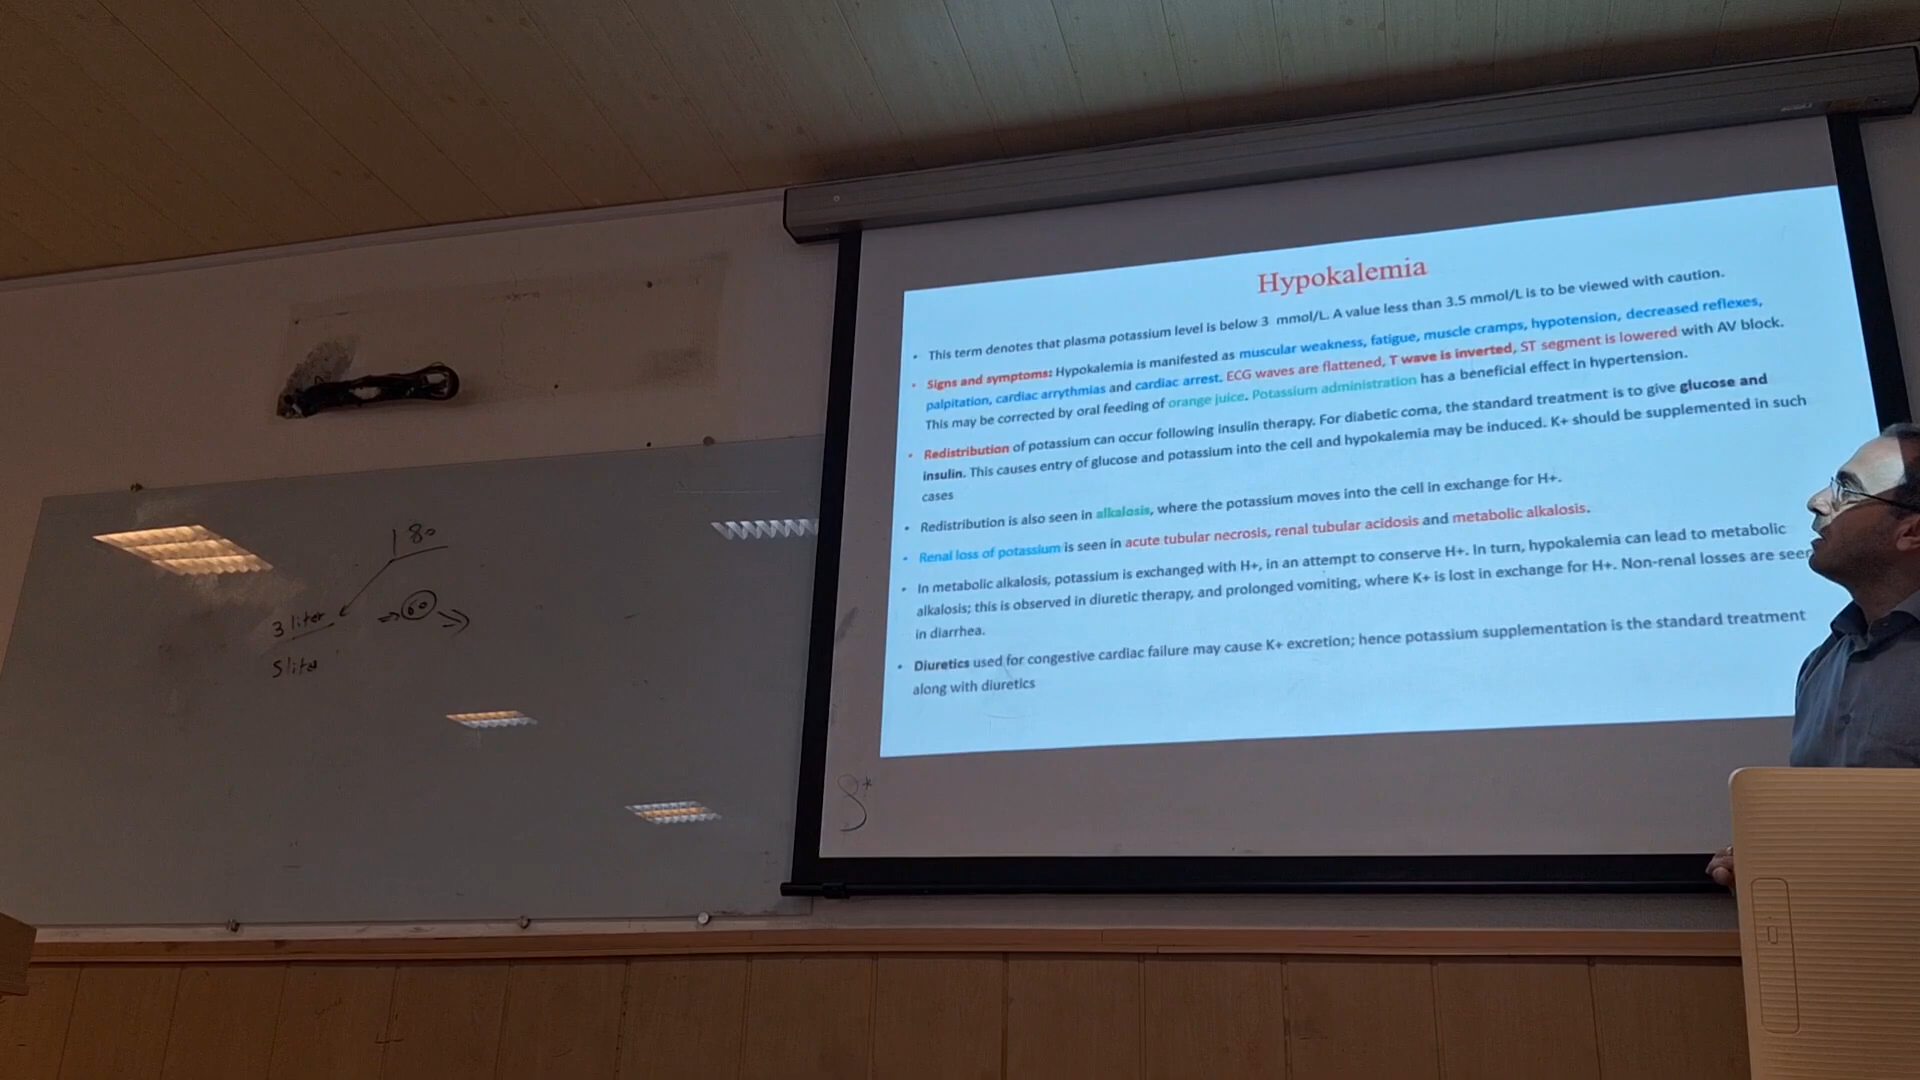 180
3 liter
60
5 liter
Hypokalemia
• This term denotes that plasma potassium level is below 3 mmol/L. A value less than 3.5 mmol/L is to be viewed with caution.
• Signs and symptoms: Hypokalemia is manifested as muscular weakness, fatigue, muscle cramps, hypotension, decreased reflexes,
palpitation, cardiac arrythmias and cardiac arrest. ECG waves are flattened, T wave is inverted, ST segment is lowered with AV block.
This may be corrected by oral feeding of orange juice. Potassium administration has a beneficial effect in hypertension.
• Redistribution of potassium can occur following insulin therapy. For diabetic coma, the standard treatment is to give glucose and
insulin. This causes entry of glucose and potassium into the cell and hypokalemia may be induced. K+ should be supplemented in such
cases
• Redistribution is also seen in alkalosis, where the potassium moves into the cell in exchange for H+.
• Renal loss of potassium is seen in acute tubular necrosis, renal tubular acidosis and metabolic alkalosis.
• In metabolic alkalosis, potassium is exchanged with H+, in an attempt to conserve H+. In turn, hypokalemia can lead to metabolic
alkalosis; this is observed in diuretic therapy, and prolonged vomiting, where K+ is lost in exchange for H+. Non-renal losses are seen
in diarrhea.
• Diuretics used for congestive cardiac failure may cause K+ excretion; hence potassium supplementation is the standard treatment
along with diuretics